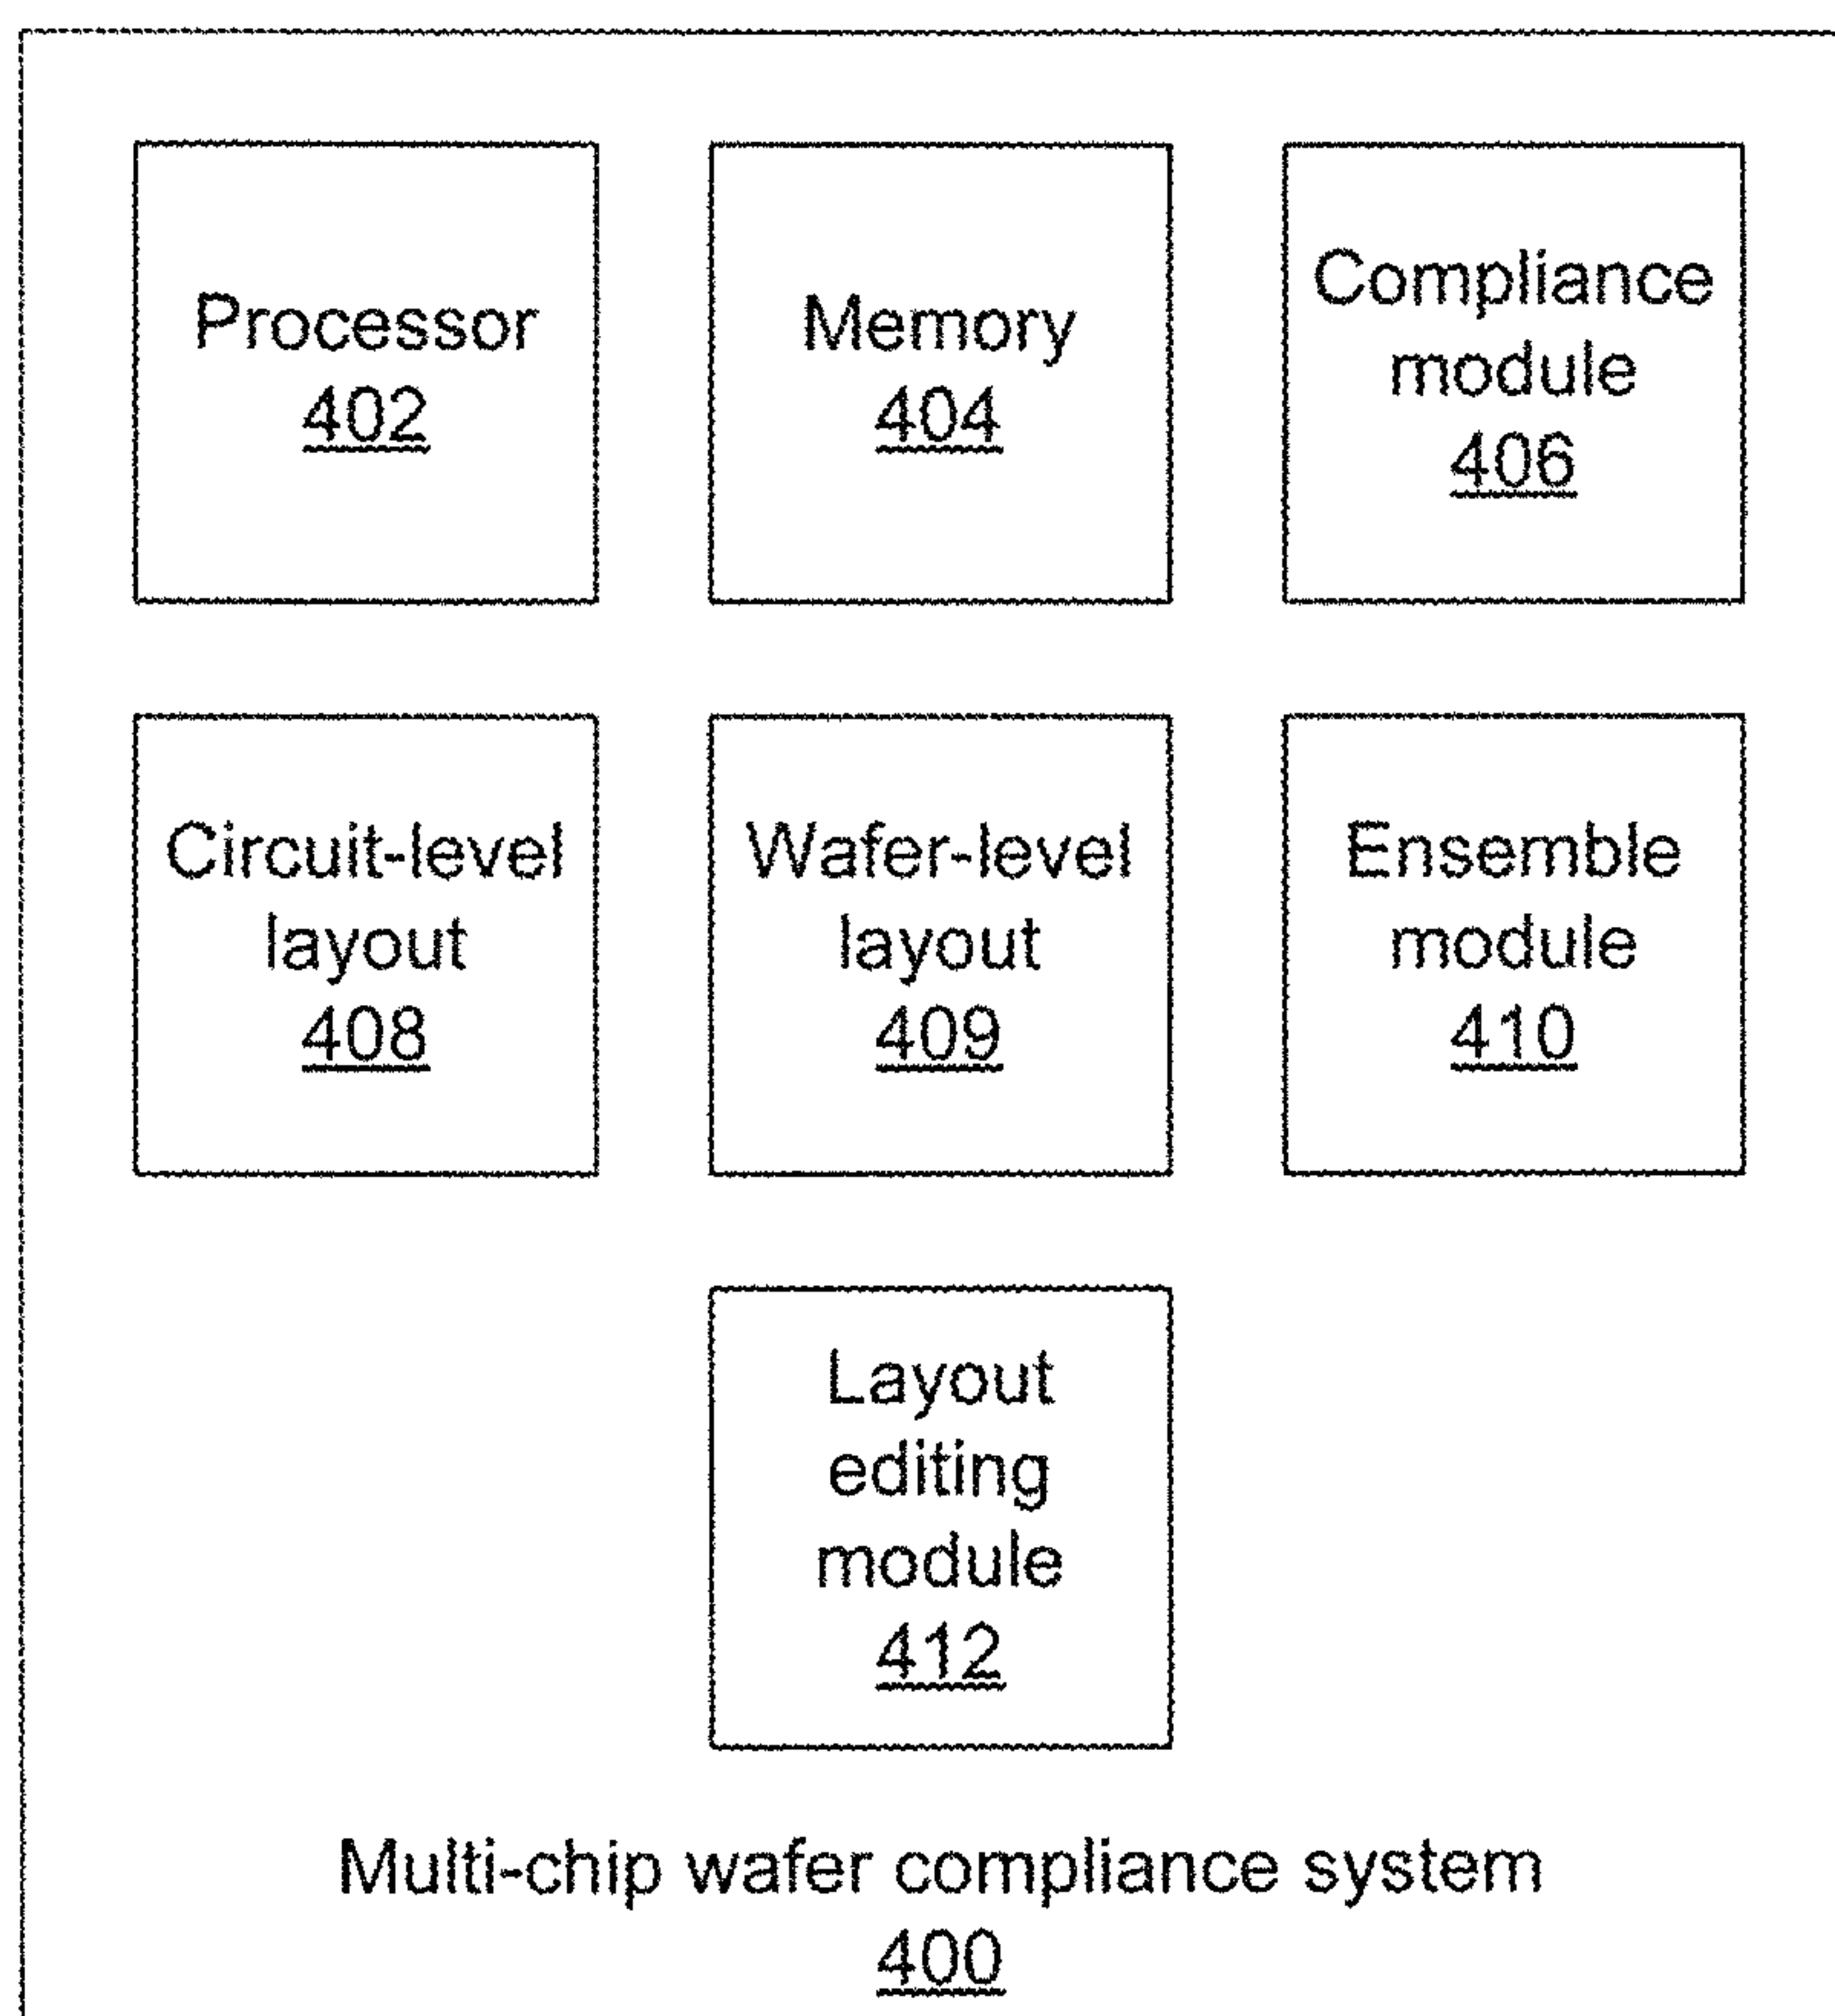 Processor
402
Memory
404
Compliance
module
406
Circuit-level
layout
408
Wafer-level
layout
409
Ensemble
module
410
Layout
editing
module
412
Multi-chip wafer compliance system
400